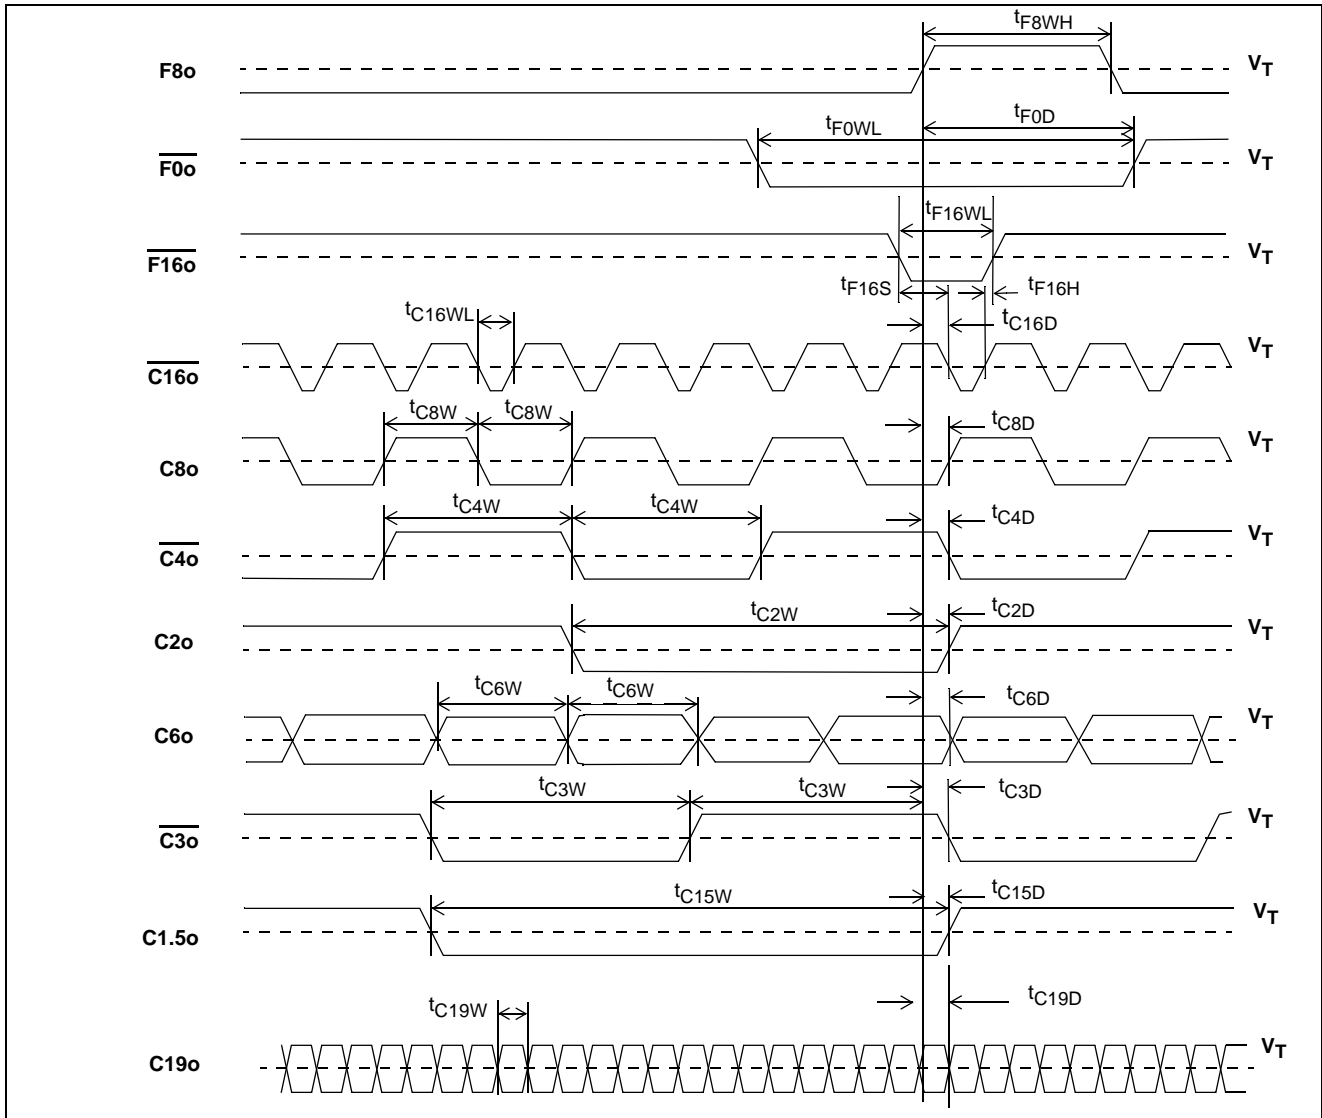 tF8WH
F8o
VT
tF0WL
tF0D
F0o
VT
tF16WL
F16o
VT
tF16S
tF16H
tC16WL
tC16D
C16o
VT
tC8W
tC8W
tC8D
C8o
VT
tC4W
tC4W
tC4D
C4o
VT
tC2W
tC2D
C2o
VT
tC6W
tC6W
tC6D
C6o
VT
tC3W
tC3W
tC3D
C3o
VT
tC15W
tC15D
C1.5o
VT
tC19W
tC19D
C19o
VT